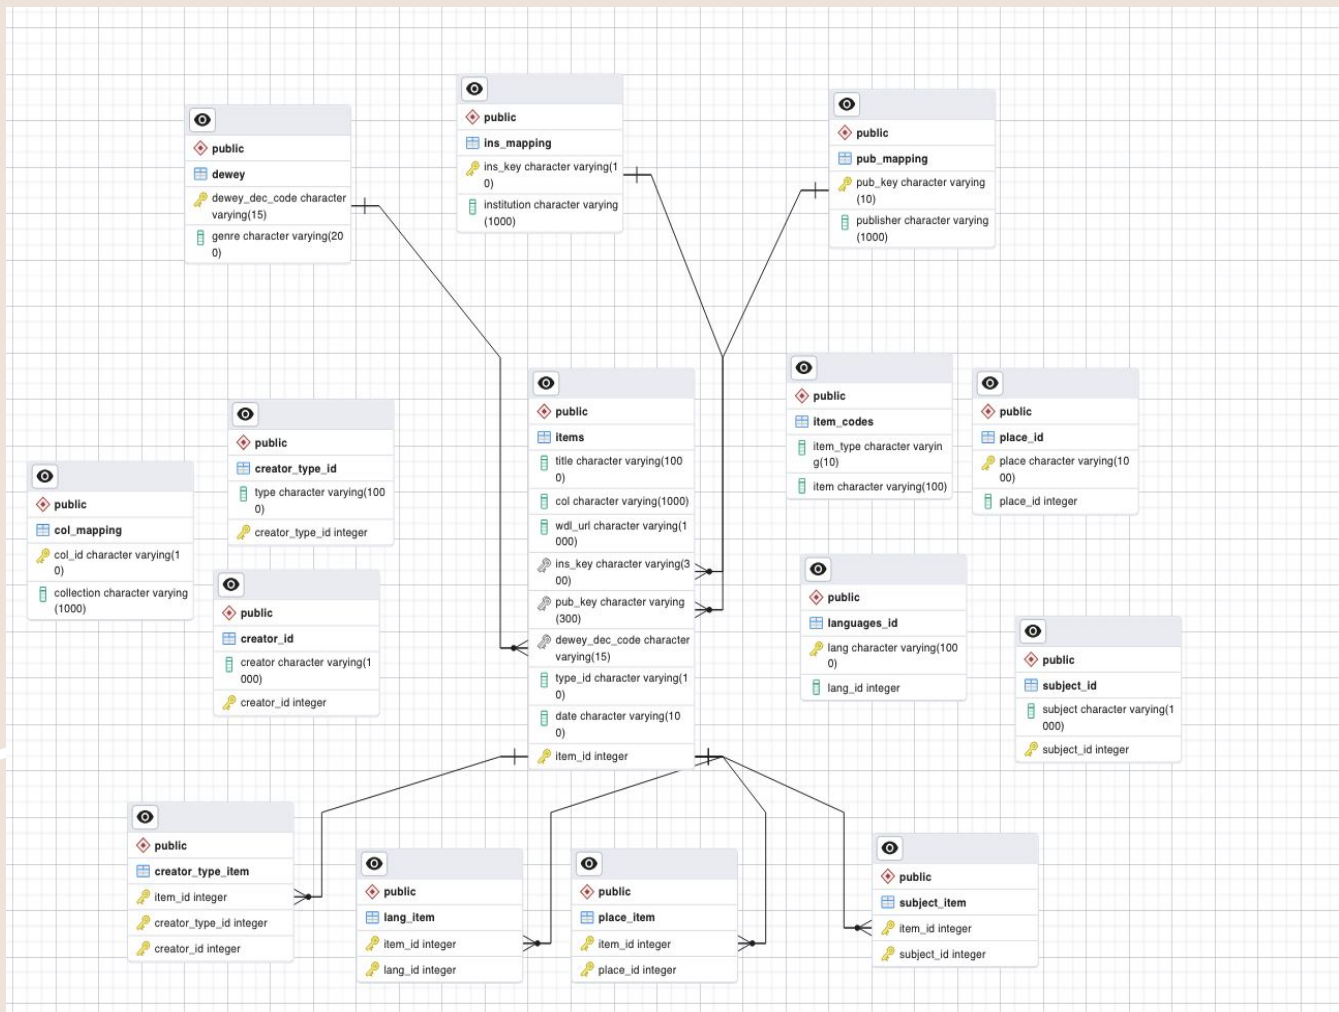 public
dewey
dewey_dec_code character
varying(15)
genre character varying(20
0)
public
ins_mapping
ins_key character varying(1
0)
institution character varying
(1000)
public
pub_mapping
pub_key character varying
(10)
publisher character varying
(1000)
public
col_mapping
col_id character varying(1
0)
collection character varying
(1000)
public
creator_type_id
type character varying(100
0)
creator_type_id integer
public
creator_id
creator character varying(1
000)
creator_id integer
public
items
title character varying(100
0)
col character varying(1000)
wdl_url character varying(1
000)
ins_key character varying(3
00)
pub_key character varying
(300)
dewey_dec_code character
varying(15)
type_id character varying(1
0)
date character varying(10
0)
item_id integer
public
item_codes
item_type character varyin
g(10)
item character varying(100)
public
place_id
place character varying(10
00)
place_id integer
public
languages_id
lang character varying(100
0)
lang_id integer
public
subject_id
subject character varying(1
000)
subject_id integer
public
creator_type_item
item_id integer
creator_type_id integer
creator_id integer
public
lang_item
item_id integer
lang_id integer
public
place_item
item_id integer
place_id integer
public
subject_item
item_id integer
subject_id integer